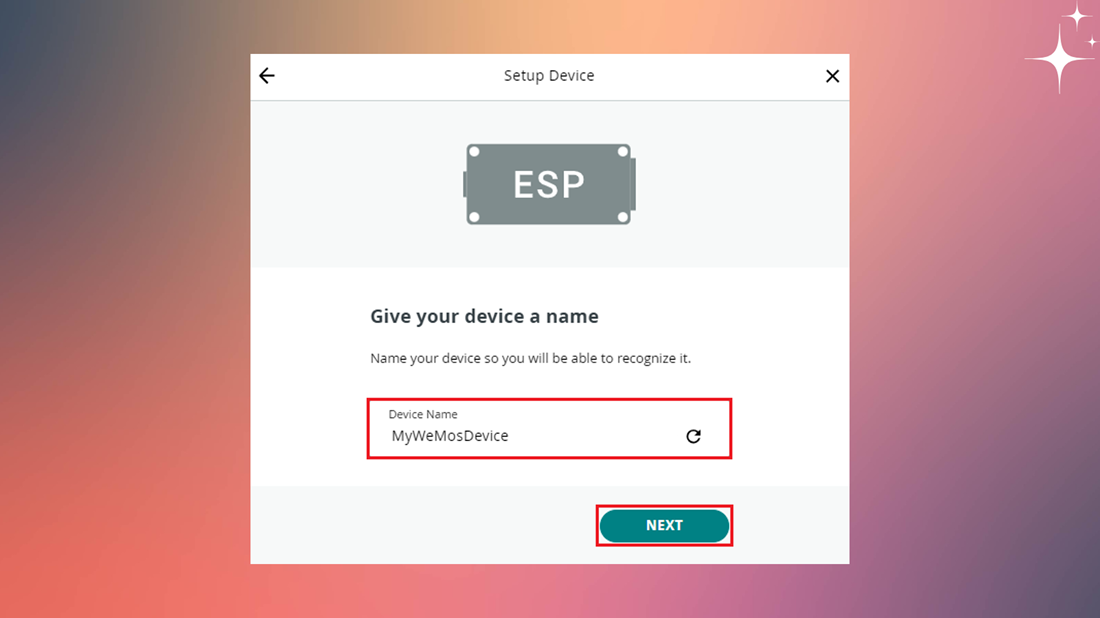 Setup Device
ESP
Give your device a name
Name your device so you will be able to recognize it.
Device Name
MyWeMosDevice
NEXT